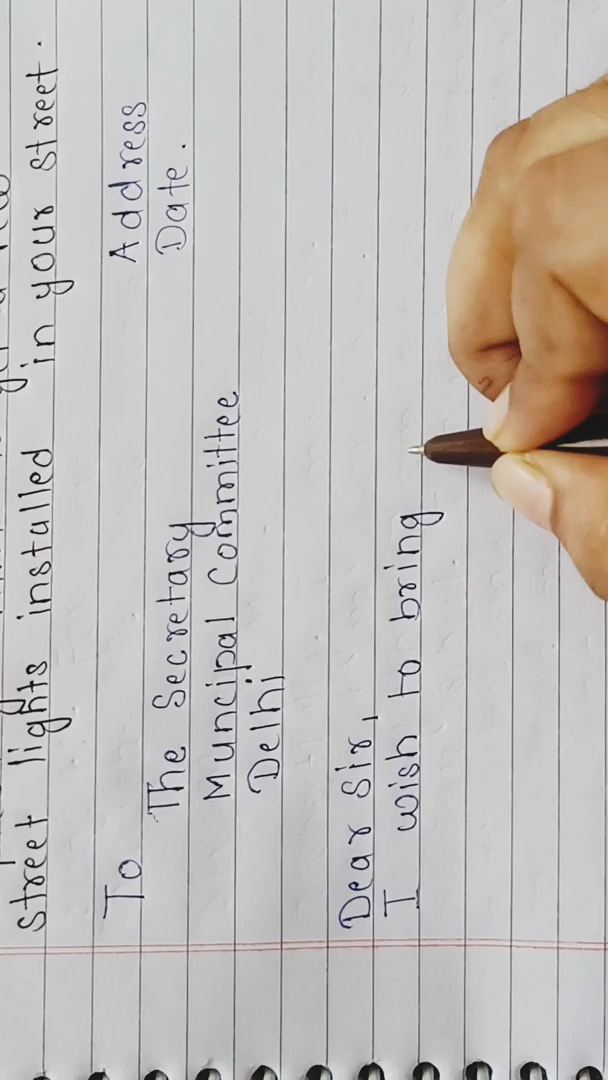 street lights installed in your street.
To
Address
Date.
The Secretary
Muncipal Committee
Delhi
Dear Sir,
I wish to bring